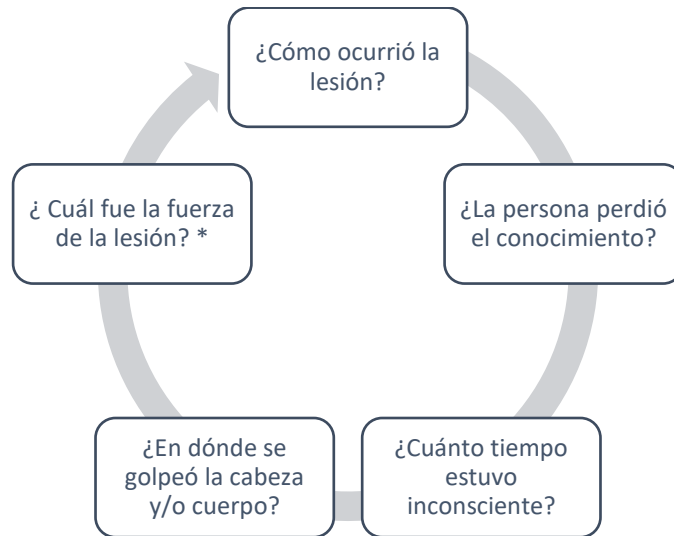 ¿Cómo ocurrió la
lesión?
¿La persona perdió
el conocimiento?
¿Cuánto tiempo
estuvo
inconsciente?
¿En dónde se
golpeó la cabeza
y/o cuerpo?
¿ Cuál fue la fuerza
de la lesión? *